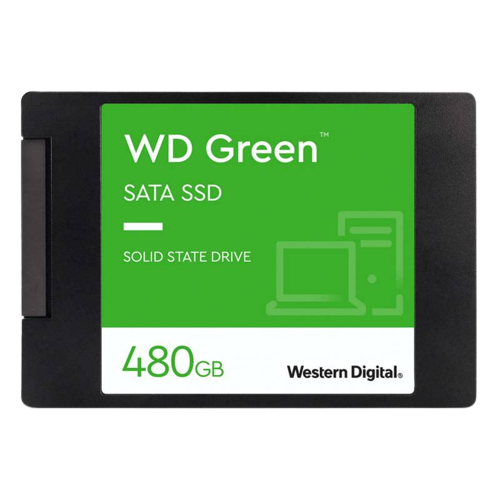 WD Green™
SATA SSD
SOLID STATE DRIVE
480GB
Western Digital®